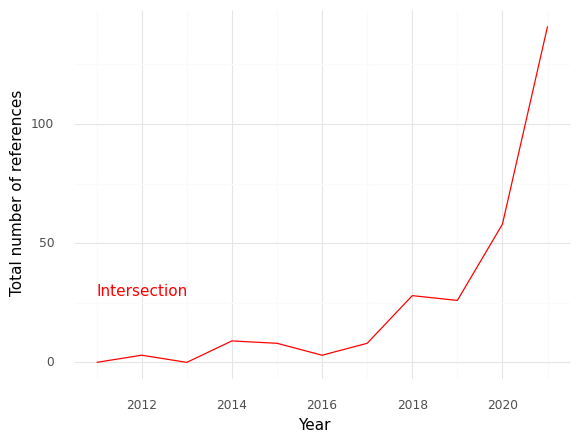 Total number of references
100
50
0
Intersection
2012 2014 2016 2018 2020
Year